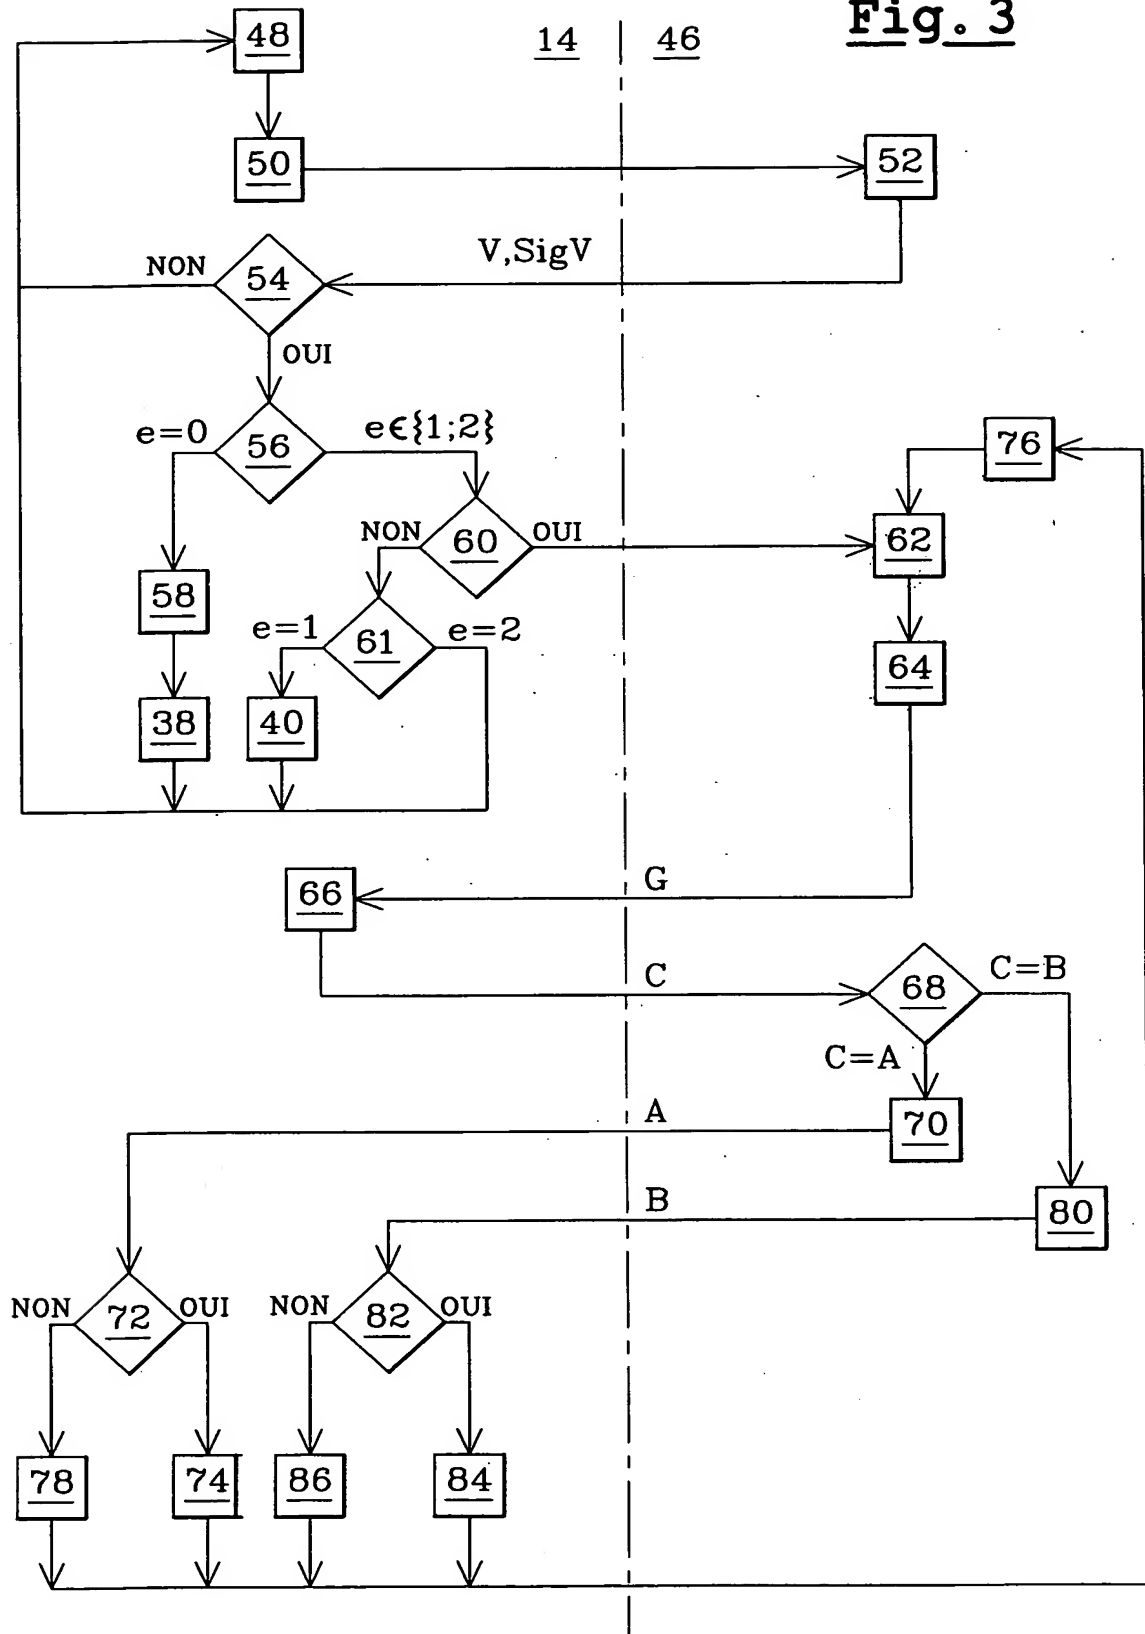 Fig. 3
14 46
48
50 52
V,SigV
NON 54
OUI
e=0 56 e∈{1;2}
76
NON 60 OUI 62
58
e=1 61 e=2
64
38 40
G
66
C
68 C=B
C=A
A 70
B 80
NON 72 OUI NON 82 OUI
78 74 86 84